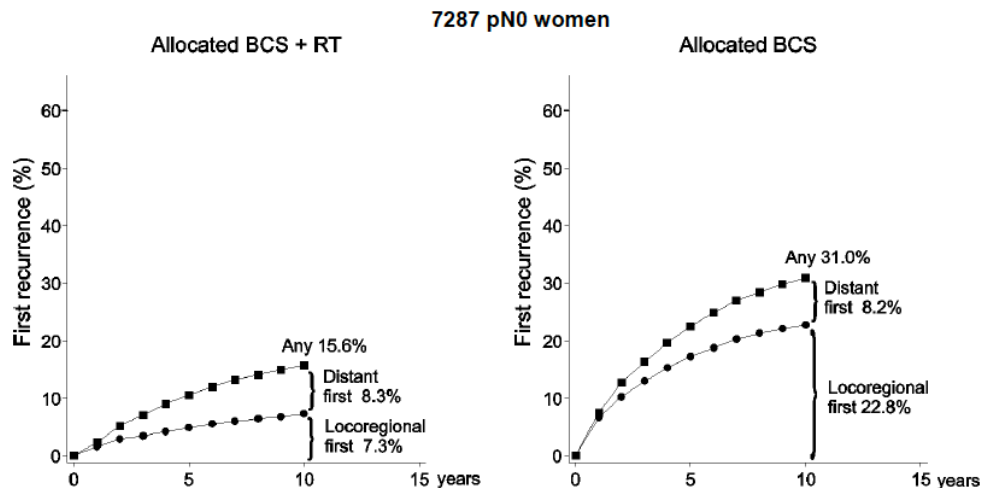 7287 pN0 women
Allocated BCS + RT
First recurrence (%)
60
50
40
30
20
10
0
Any 15.6%
Distant
first 8.3%
Locoregional
first 7.3%
0
5
10
15 years
Allocated BCS
First recurrence (%)
60
50
40
30
20
10
0
Any 31.0%
Distant
first 8.2%
Locoregional
first 22.8%
0
5
10
15 years